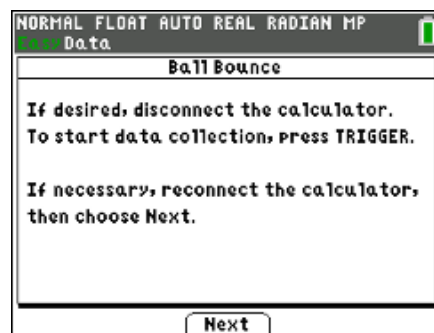 NORMAL FLOAT AUTO REAL RADIAN MP
EasyData
Ball Bounce
If desired, disconnect the calculator.
To start data collection, press TRIGGER.
If necessary, reconnect the calculator,
then choose Next.
Next